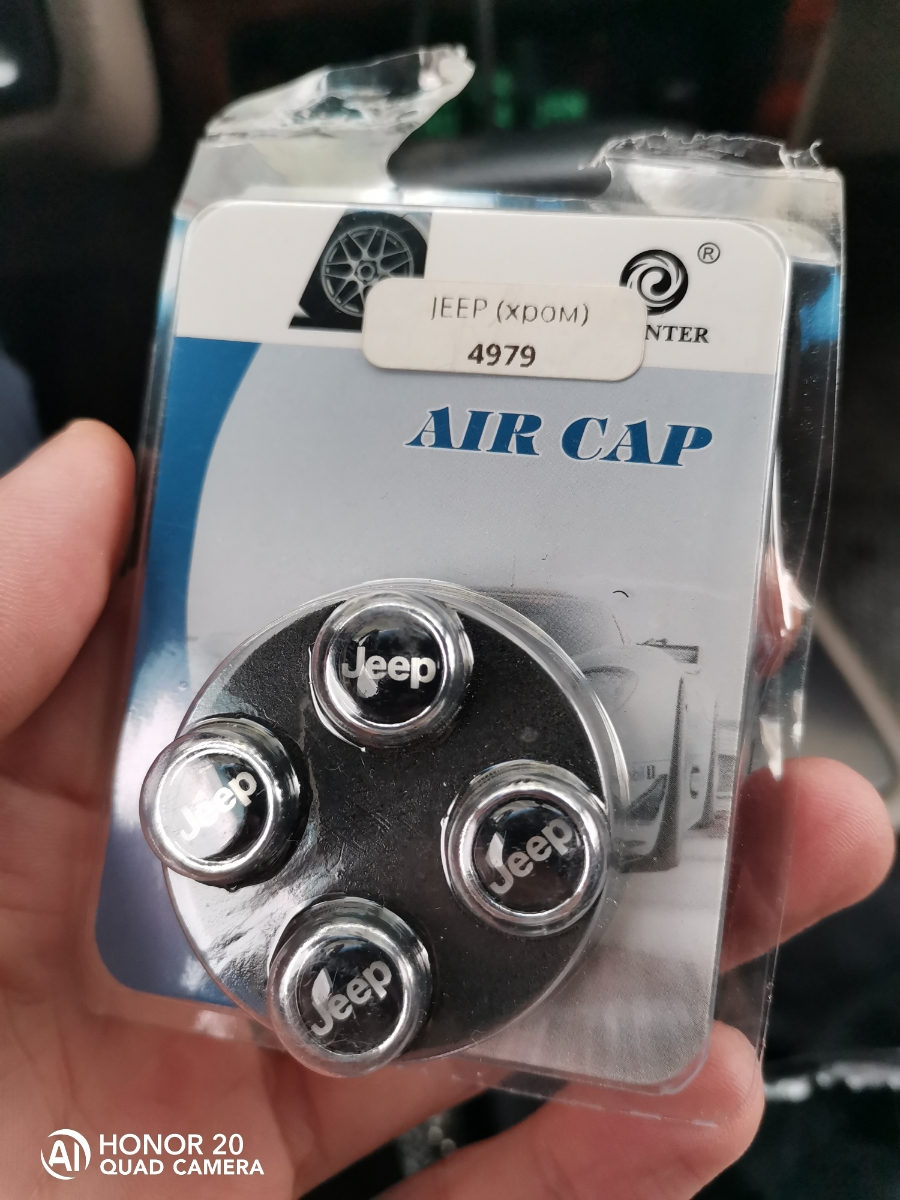 JEEP (хром)
4979
®
NTER
AIR CAP
Jeep
Jeep
Jeep
Jeep
HONOR 20
QUAD CAMERA